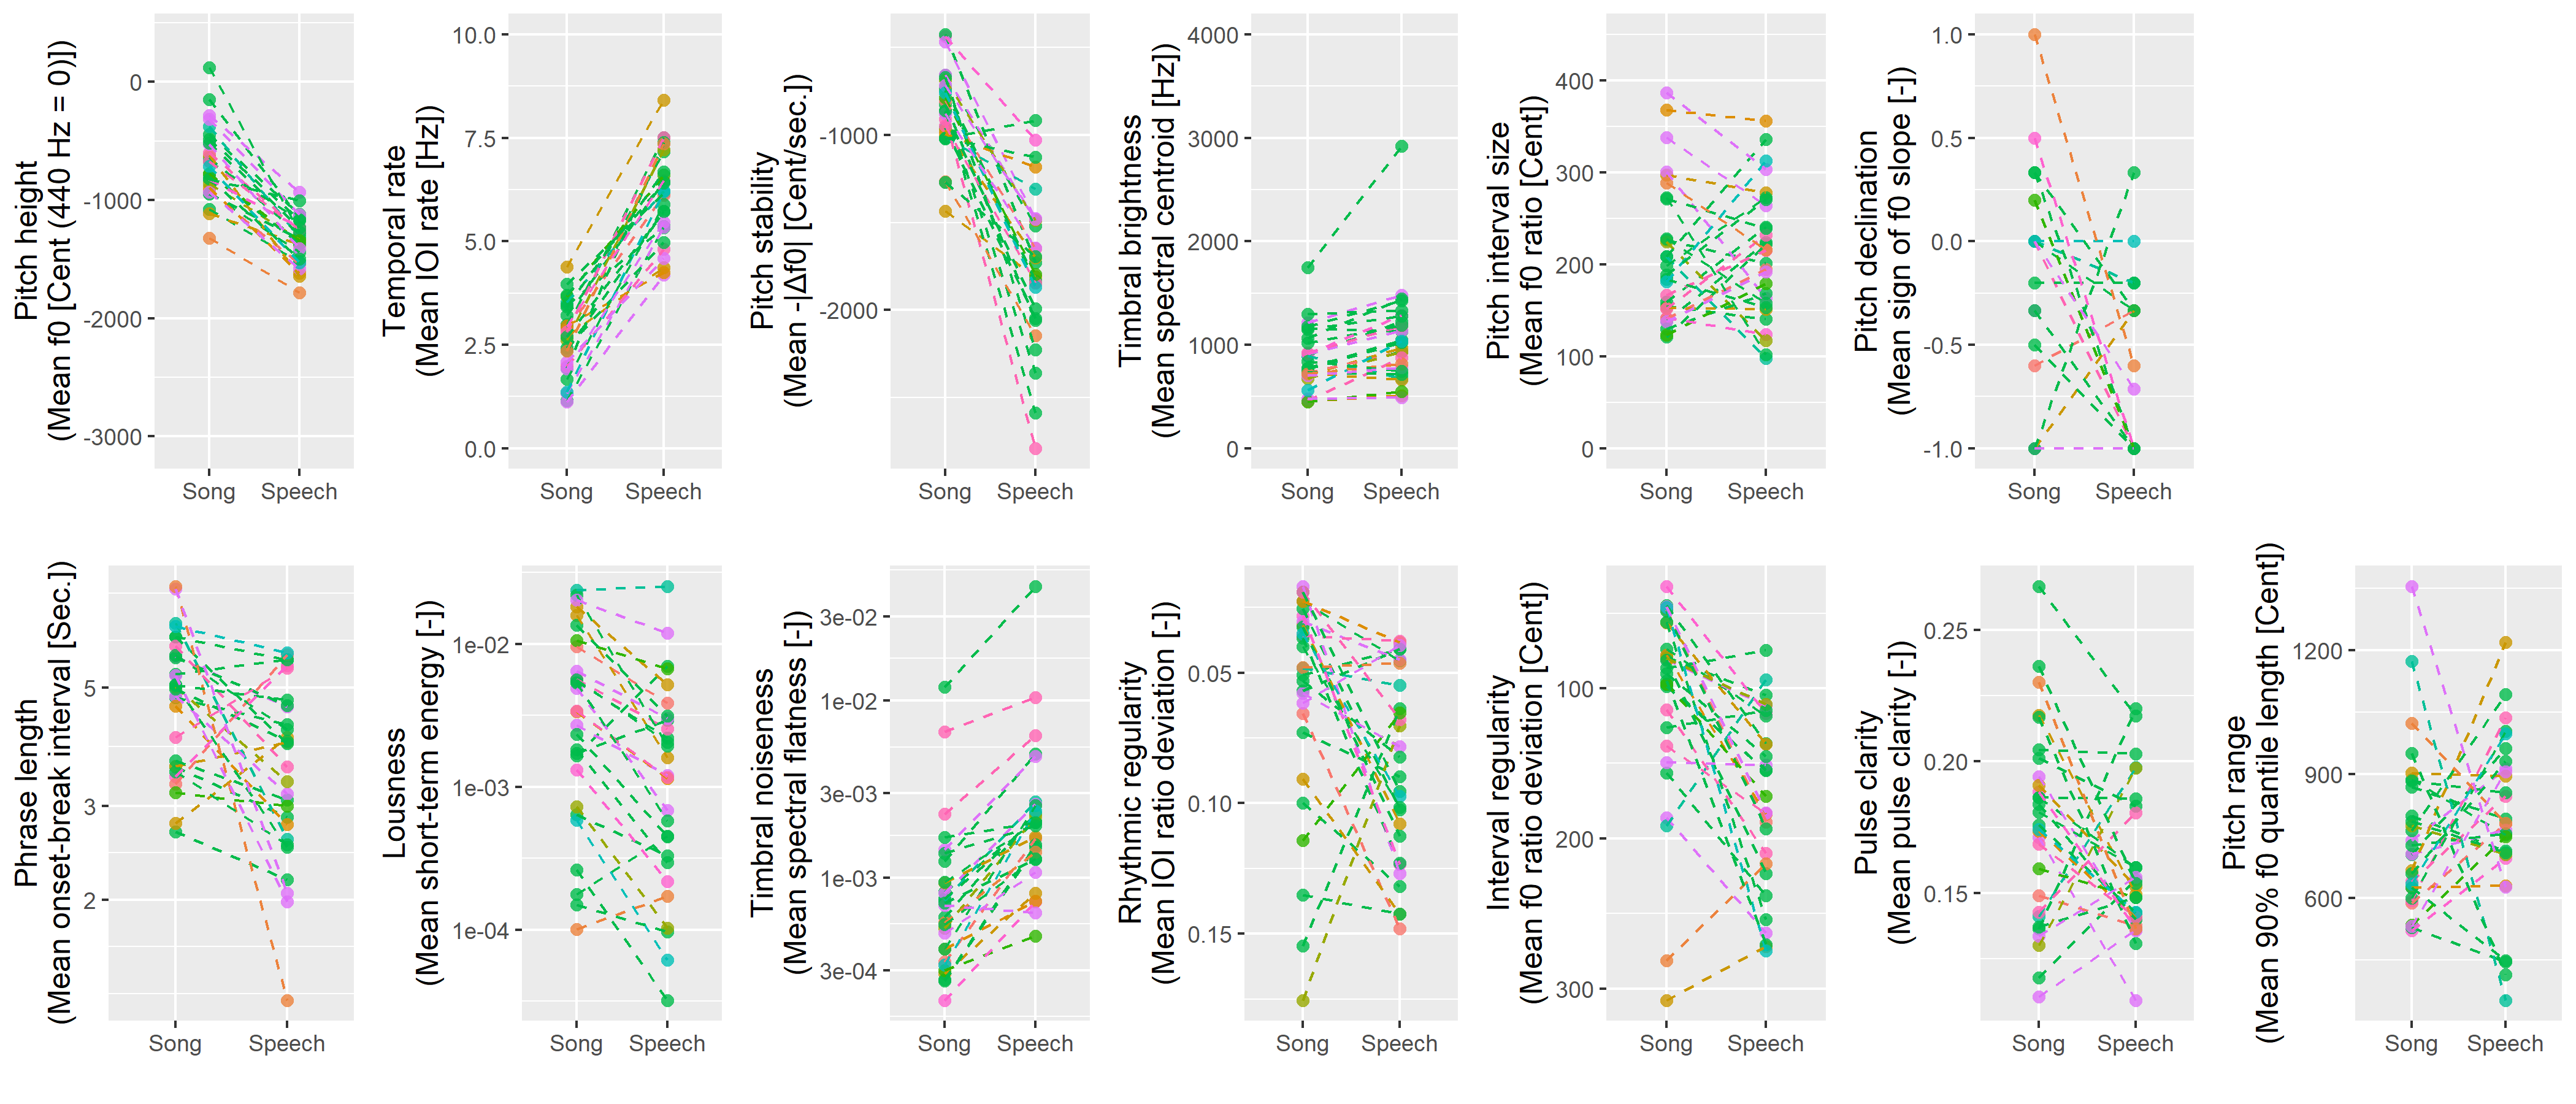 Pitch height
(Mean f0 [Cent (440 Hz = 0)])
0
-1000
-2000
-3000
Song Speech
Temporal rate
(Mean IOI rate [Hz])
10.0
7.5
5.0
2.5
0.0
Song Speech
Pitch stability
(Mean -|Δf0| [Cent/sec.])
-1000
-2000
Song Speech
Timbral brightness
(Mean spectral centroid [Hz])
4000
3000
2000
1000
0
Song Speech
Pitch interval size
(Mean f0 ratio [Cent])
400
300
200
100
0
Song Speech
Pitch declination
(Mean sign of f0 slope [-])
1.0
0.5
0.0
-0.5
-1.0
Song Speech
Phrase length
(Mean onset-break interval [Sec.])
5
3
2
Song Speech
Lousness
(Mean short-term energy [-])
1e-02
1e-03
1e-04
Song Speech
Timbral noiseness
(Mean spectral flatness [-])
3e-02
1e-02
3e-03
1e-03
3e-04
Song Speech
Rhythmic regularity
(Mean IOI ratio deviation [-])
0.05
0.10
0.15
Song Speech
Interval regularity
(Mean f0 ratio deviation [Cent])
100
200
300
Song Speech
Pulse clarity
(Mean pulse clarity [-])
0.25
0.20
0.15
Song Speech
Pitch range
(Mean 90% f0 quantile length [Cent])
1200
900
600
Song Speech